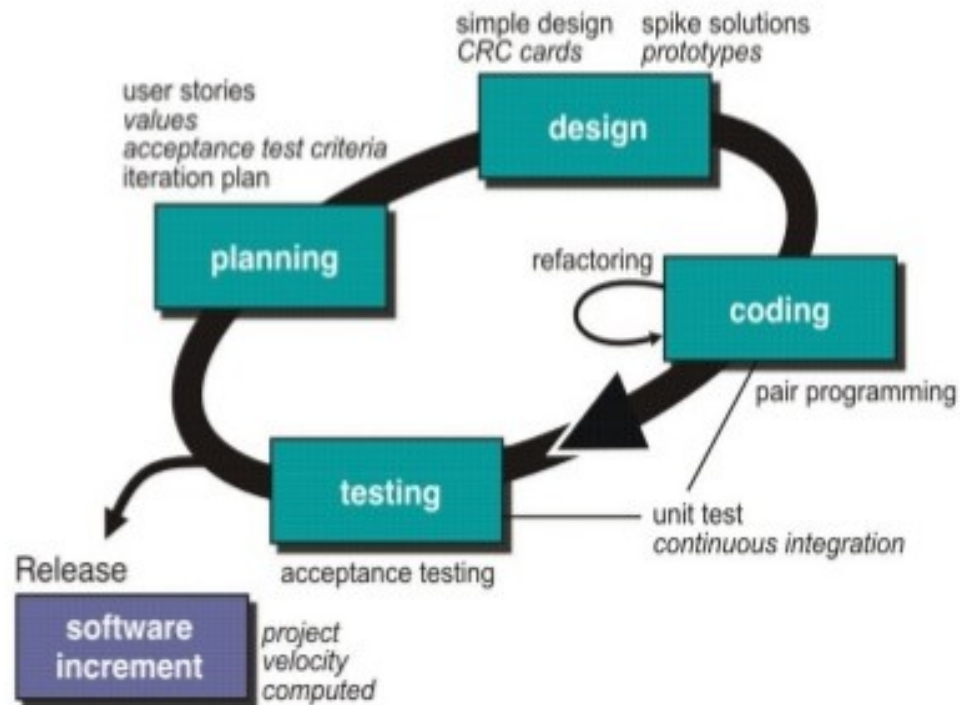 simple design
CRC cards
spike solutions
prototypes
user stories
values
acceptance test criteria
iteration plan
design
planning
refactoring
coding
pair programming
testing
unit test
continuous integration
acceptance testing
Release
software
increment
project
velocity
computed